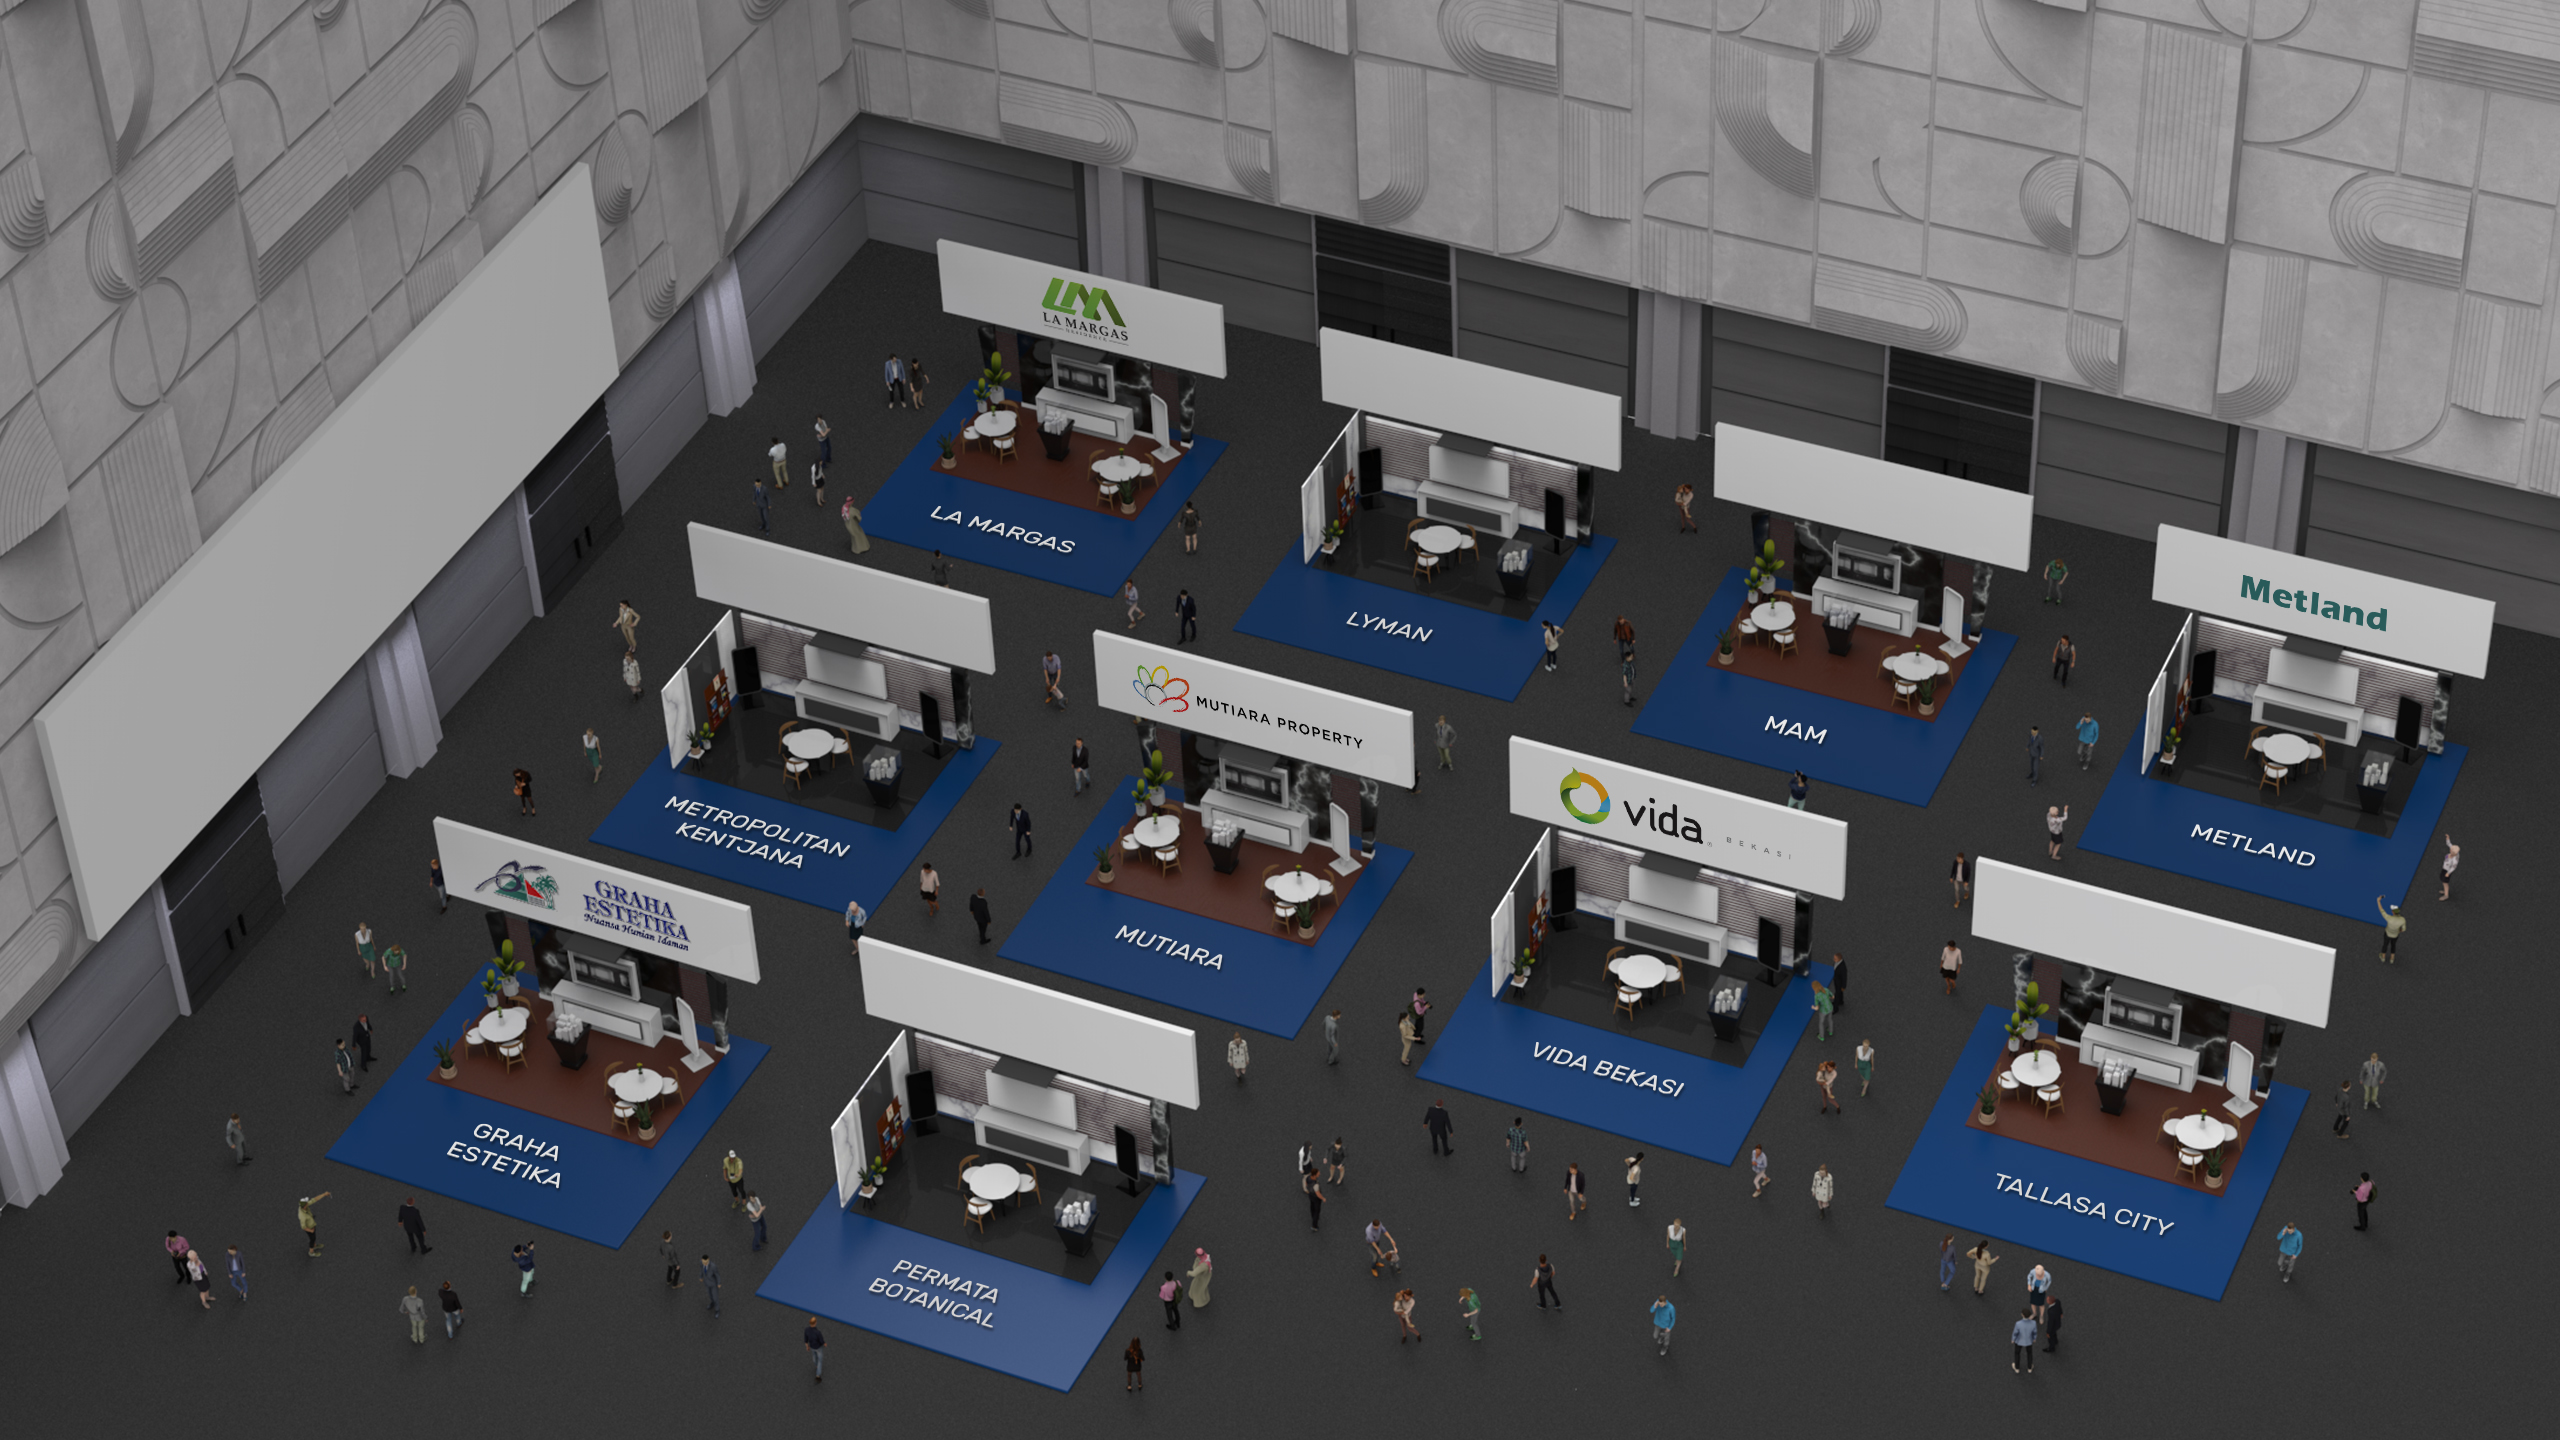 LA MARGAS
RESIDENCE
LA MARGAS
LYMAN
MAM
Metland
METLAND
METROPOLITAN
KENTJANA
MUTIARA PROPERTY
MUTIARA
vida ® BEKASI
VIDA BEKASI
TALLASA CITY
GRAHA
ESTETIKA
Nuansa Hunian Idaman
GRAHA
ESTETIKA
PERMATA
BOTANICAL